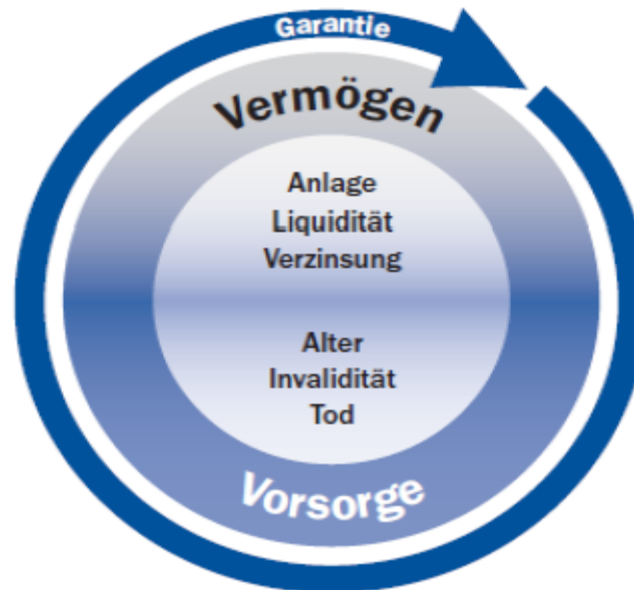 Garantie
Vermögen
Anlage
Liquidität
Verzinsung
Alter
Invalidität
Tod
Vorsorge